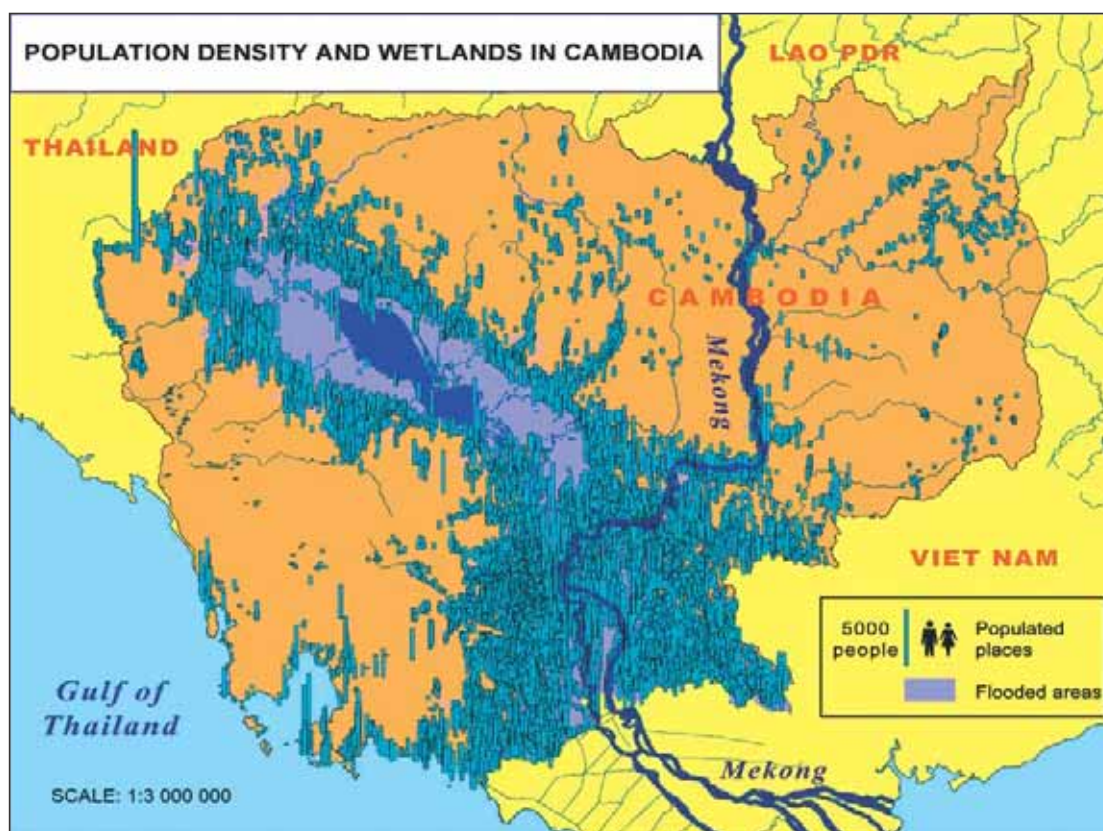 POPULATION DENSITY AND WETLANDS IN CAMBODIA
LAO PDR
THAILAND
CAMBODIA
Mekong
VIET NAM
5000
people
Populated
places
Flooded areas
Gulf of
Thailand
Mekong
SCALE: 1:3 000 000